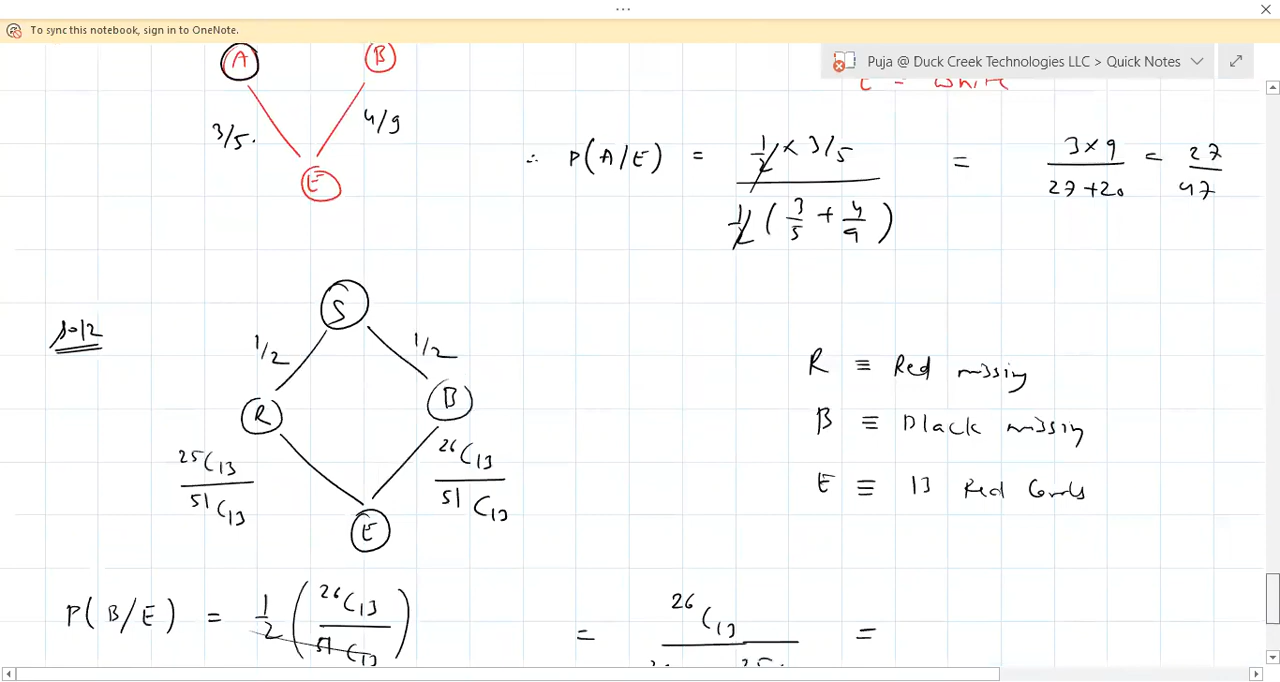 To sync this notebook, sign in to OneNote.
Puja @ Duck Creek Technologies LLC > Quick Notes
A B
E = White
3/5. 4/9
E
∴ P(A/E) = 1/2 × 3/5 / 1/2 ( 3/5 + 4/9 ) = 3×9 / 27+20 = 27/47
S
1/2 1/2
R B
R ≡ Red missing
B ≡ Black missing
E ≡ 13 Red Cards
25C13 / 51C13 26C13 / 51C13
E
P(B/E) = 1/2 ( 26C13 / 51C13 ) = 26C13 =